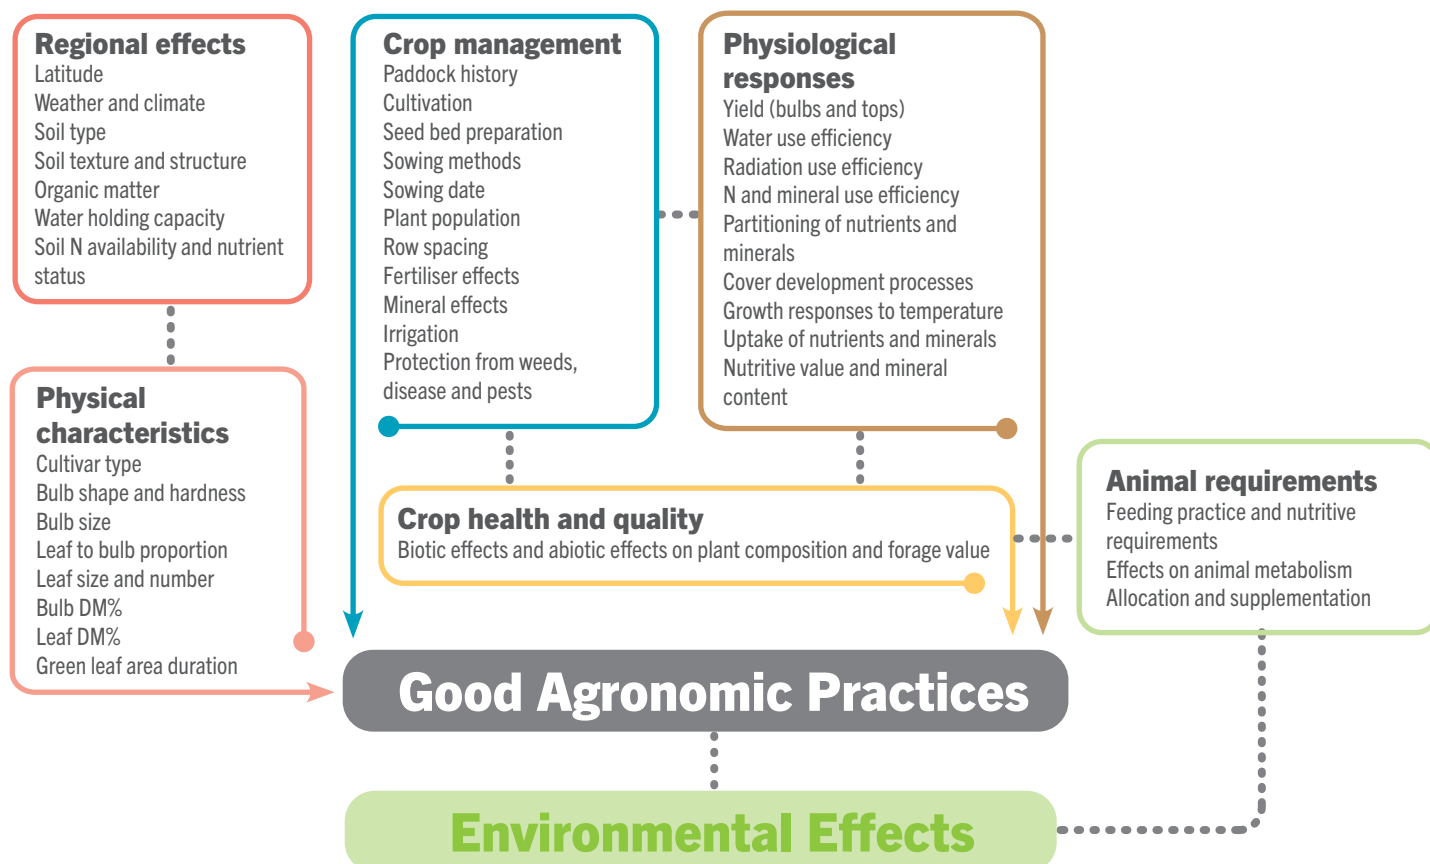 Regional effects
Latitude
Weather and climate
Soil type
Soil texture and structure
Organic matter
Water holding capacity
Soil N availability and nutrient
status
Crop management
Paddock history
Cultivation
Seed bed preparation
Sowing methods
Sowing date
Plant population
Row spacing
Fertiliser effects
Mineral effects
Irrigation
Protection from weeds,
disease and pests
Physiological
responses
Yield (bulbs and tops)
Water use efficiency
Radiation use efficiency
N and mineral use efficiency
Partitioning of nutrients and
minerals
Cover development processes
Growth responses to temperature
Uptake of nutrients and minerals
Nutritive value and mineral
content
Physical
characteristics
Cultivar type
Bulb shape and hardness
Bulb size
Leaf to bulb proportion
Leaf size and number
Bulb DM%
Leaf DM%
Green leaf area duration
Crop health and quality
Biotic effects and abiotic effects on plant composition and forage value
Animal requirements
Feeding practice and nutritive
requirements
Effects on animal metabolism
Allocation and supplementation
Good Agronomic Practices
Environmental Effects